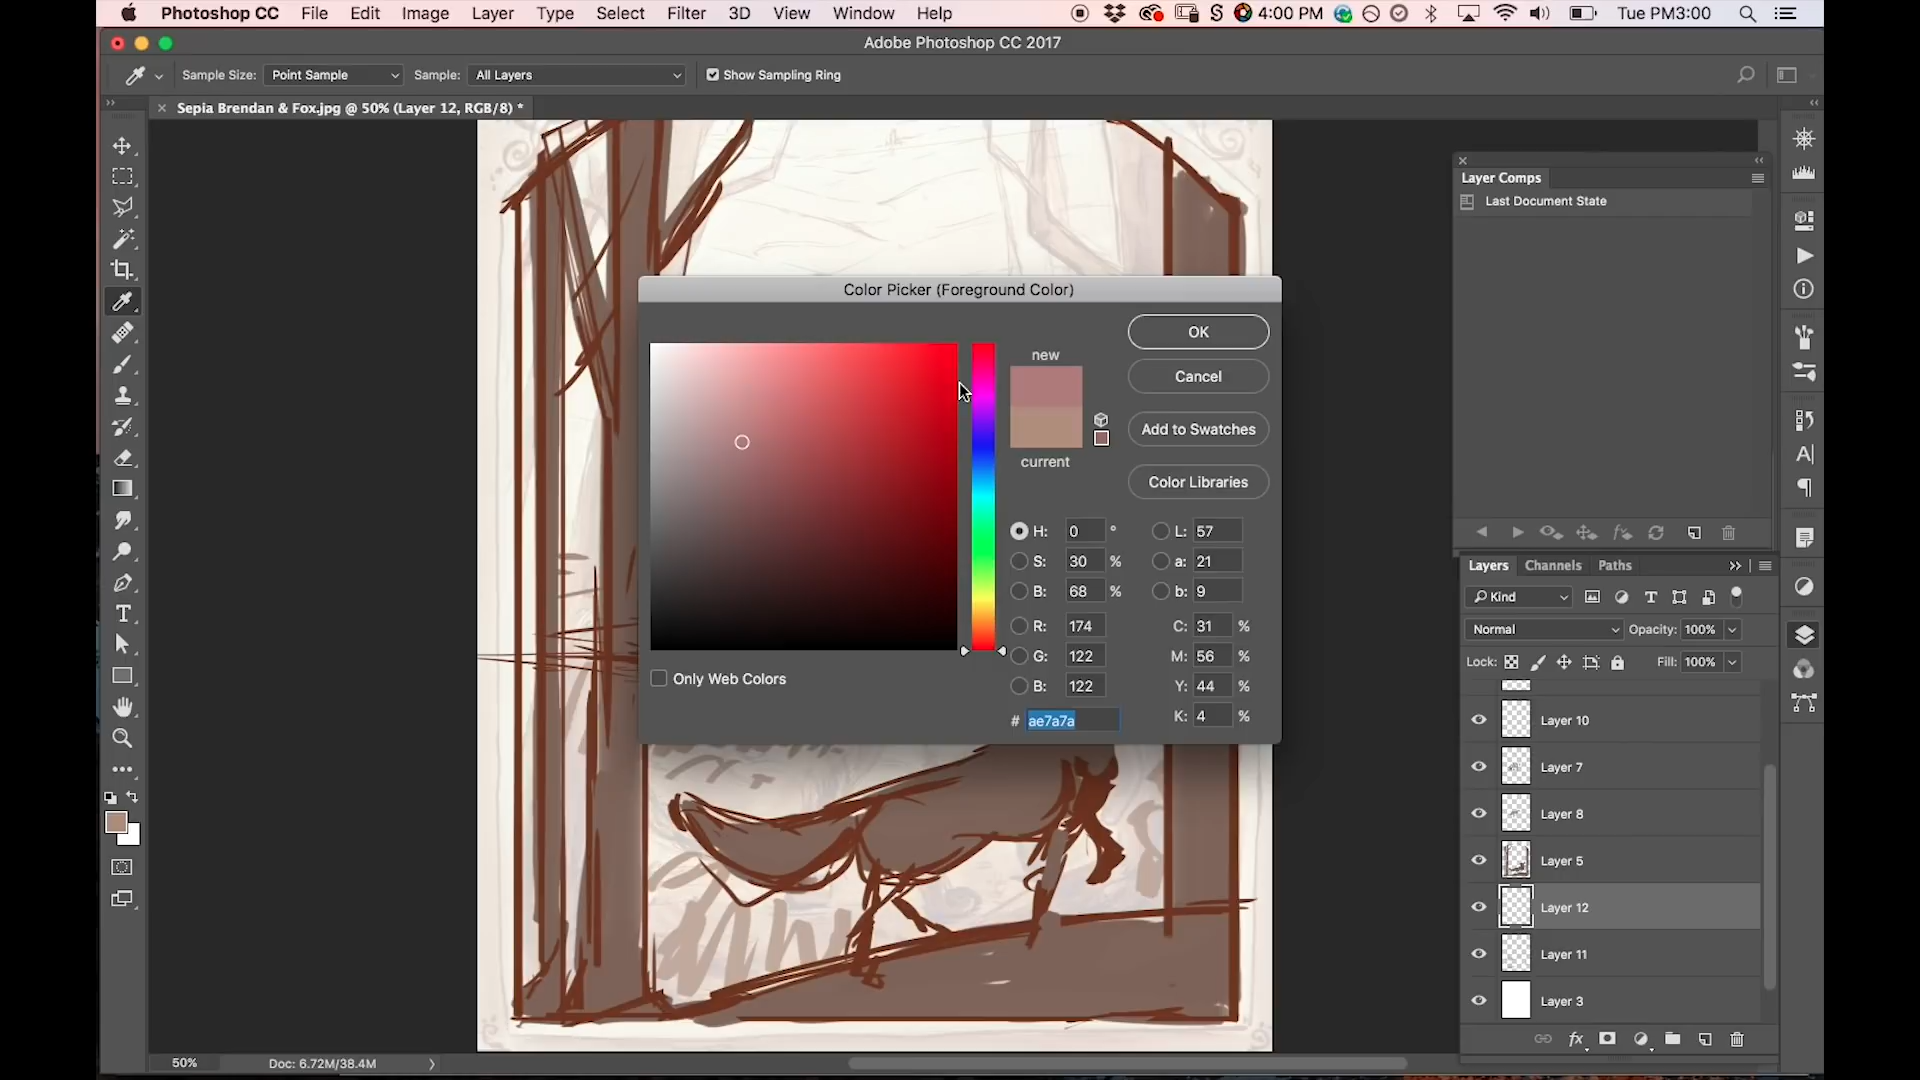 Photoshop CC File Edit Image Layer Type Select Filter 3D View Window Help 4:00 PM Tue PM3:00
Adobe Photoshop CC 2017
Sample Size: Point Sample Sample: All Layers Show Sampling Ring
Sepia Brendan & Fox.jpg @ 50% (Layer 12, RGB/8) *
Layer Comps
Last Document State
Color Picker (Foreground Color)
OK
new
Cancel
Add to Swatches
current
Color Libraries
H: 0 ° L: 57
S: 30 % a: 21
B: 68 % b: 9
R: 174 C: 31 %
G: 122 M: 56 %
B: 122 Y: 44 %
# ae7a7a K: 4 %
Only Web Colors
Layers Channels Paths
Kind
Normal Opacity: 100%
Lock: Fill: 100%
Layer 10
Layer 7
Layer 8
Layer 5
Layer 12
Layer 11
Layer 3
50% Doc: 6.72M/38.4M